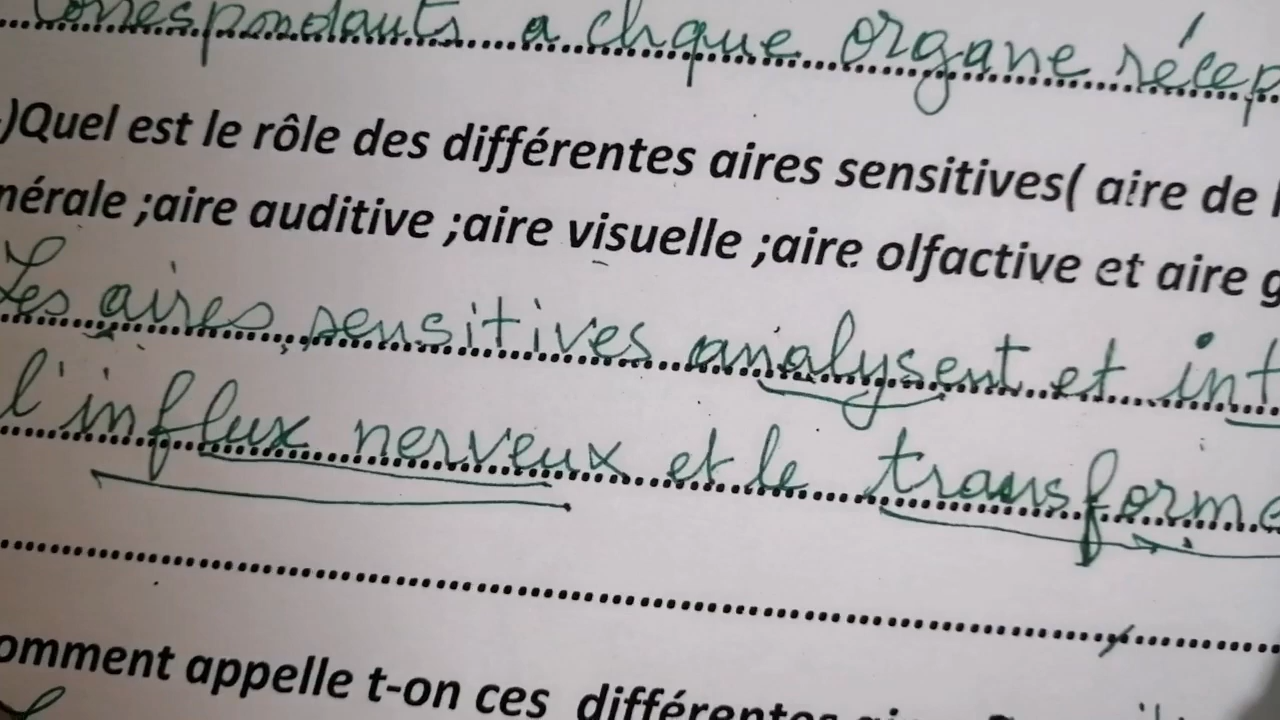 correspondants a chque organe récep
)Quel est le rôle des différentes aires sensitives( aire de
nérale ;aire auditive ;aire visuelle ;aire olfactive et aire g
Les aires sensitives analysent et int
l'influx nerveux et le transforme
omment appelle t-on ces différentes